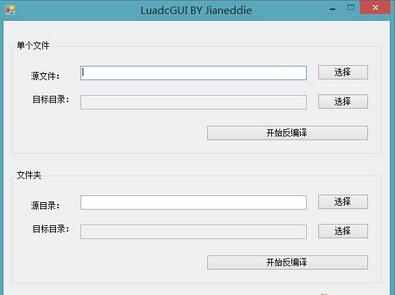 LuadcGUI BY Jianeddie
单个文件
源文件： 选择
目标目录： 选择
开始反编译
文件夹
源目录： 选择
目标目录： 选择
开始反编译